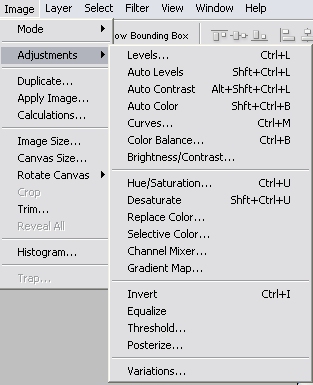 Image Layer Select Filter View Window Help
Mode
ow Bounding Box
Adjustments
Duplicate...
Apply Image...
Calculations...
Image Size...
Canvas Size...
Rotate Canvas
Crop
Trim...
Reveal All
Histogram...
Trap...
Levels... Ctrl+L
Auto Levels Shft+Ctrl+L
Auto Contrast Alt+Shft+Ctrl+L
Auto Color Shft+Ctrl+B
Curves... Ctrl+M
Color Balance... Ctrl+B
Brightness/Contrast...
Hue/Saturation... Ctrl+U
Desaturate Shft+Ctrl+U
Replace Color...
Selective Color...
Channel Mixer...
Gradient Map...
Invert Ctrl+I
Equalize
Threshold...
Posterize...
Variations...